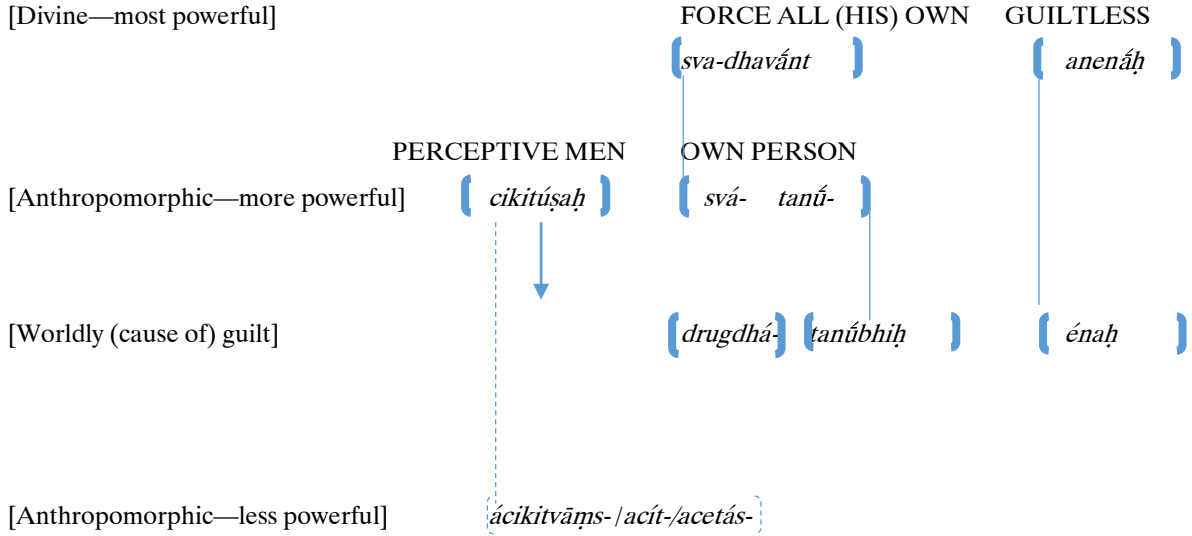 [Divine—most powerful] FORCE ALL (HIS) OWN GUILTLESS
sva-dhavā́nt anenā́ḥ
PERCEPTIVE MEN OWN PERSON
[Anthropomorphic—more powerful] cikitúṣaḥ svá- tanū́-
[Worldly (cause of) guilt] drugdhá- tanū́bhiḥ énaḥ
[Anthropomorphic—less powerful] ácikitvāṃs- / acít-/acetás-